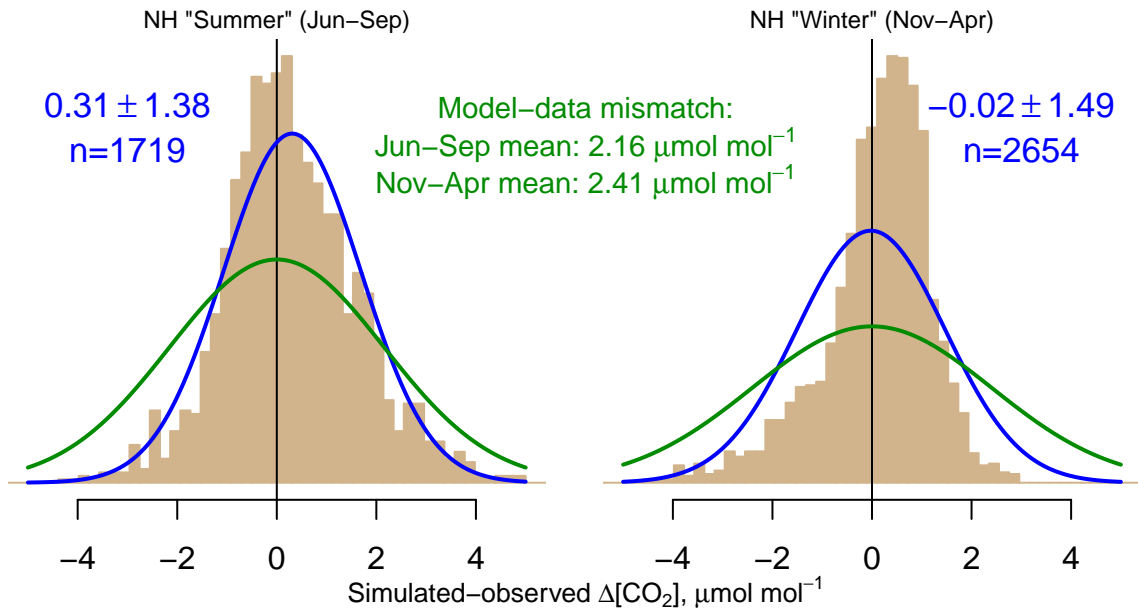 NH "Summer" (Jun−Sep)
NH "Winter" (Nov−Apr)
0.31 ± 1.38
n=1719
Model−data mismatch:
Jun−Sep mean: 2.16 μmol mol⁻¹
Nov−Apr mean: 2.41 μmol mol⁻¹
−0.02 ± 1.49
n=2654
−4 −2 0 2 4
−4 −2 0 2 4
Simulated−observed Δ[CO₂], μmol mol⁻¹